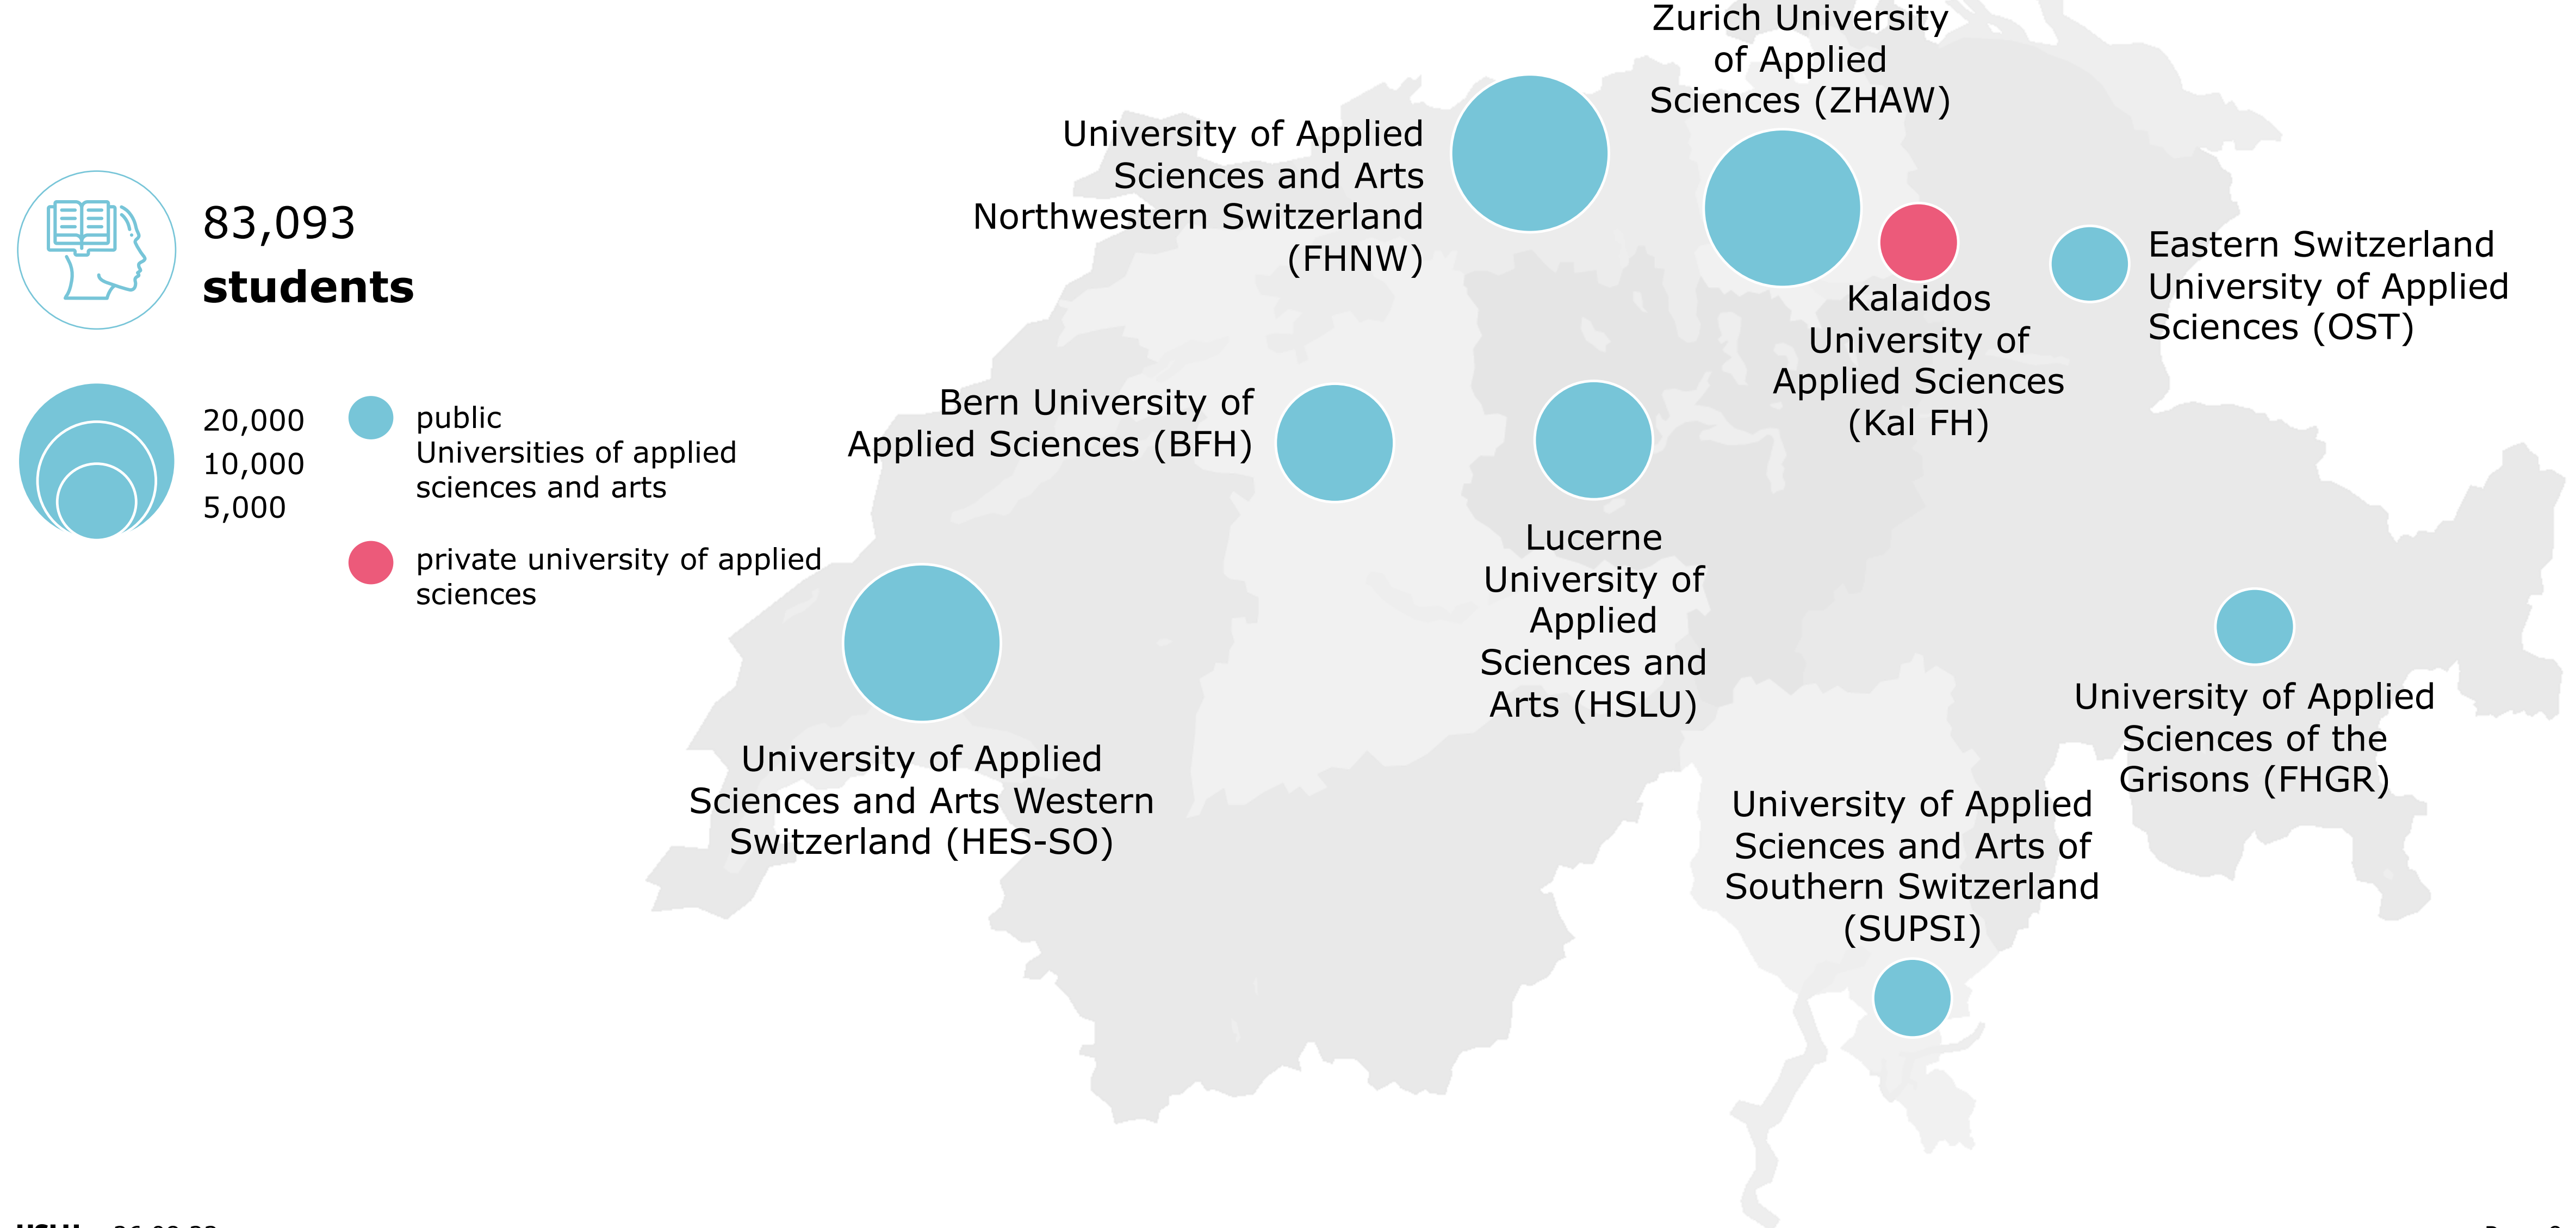 83,093
students
20,000
10,000
5,000
public
Universities of applied
sciences and arts
private university of applied
sciences
Zurich University
of Applied
Sciences (ZHAW)
University of Applied
Sciences and Arts
Northwestern Switzerland
(FHNW)
Eastern Switzerland
University of Applied
Sciences (OST)
Kalaidos
University of
Applied Sciences
(Kal FH)
Bern University of
Applied Sciences (BFH)
Lucerne
University of
Applied
Sciences and
Arts (HSLU)
University of Applied
Sciences and Arts Western
Switzerland (HES-SO)
University of Applied
Sciences of the
Grisons (FHGR)
University of Applied
Sciences and Arts of
Southern Switzerland
(SUPSI)